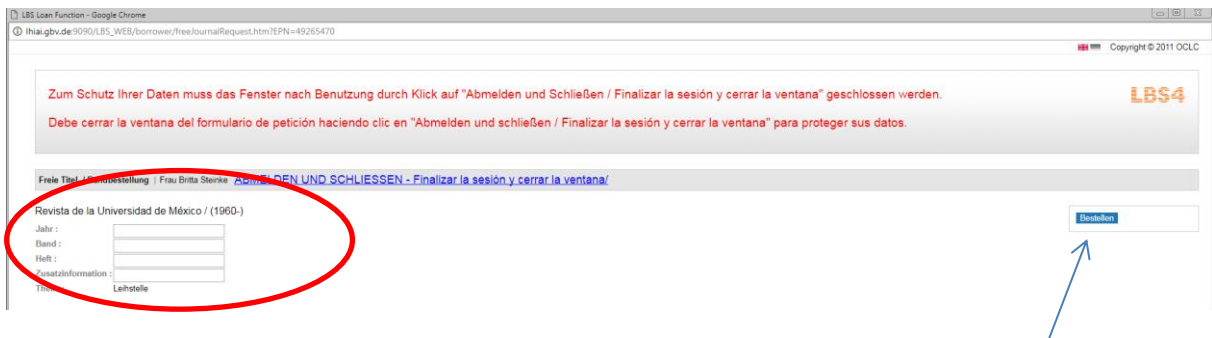 LBS Loan Function - Google Chrome
lhiai.gbv.de:9090/LBS_WEB/borrower/freeJournalRequest.htm?EPN=49265470
Copyright © 2011 OCLC
Zum Schutz Ihrer Daten muss das Fenster nach Benutzung durch Klick auf "Abmelden und Schließen / Finalizar la sesión y cerrar la ventana" geschlossen werden.
LBS4
Debe cerrar la ventana del formulario de petición haciendo clic en "Abmelden und schließen / Finalizar la sesión y cerrar la ventana" para proteger sus datos.
Freie Titel- / Bandbestellung | Frau Britta Steinke ABMELDEN UND SCHLIESSEN - Finalizar la sesión y cerrar la ventana/
Revista de la Universidad de México / (1960-)
Bestellen
Jahr :
Band :
Heft :
Zusatzinformation :
Leihstelle